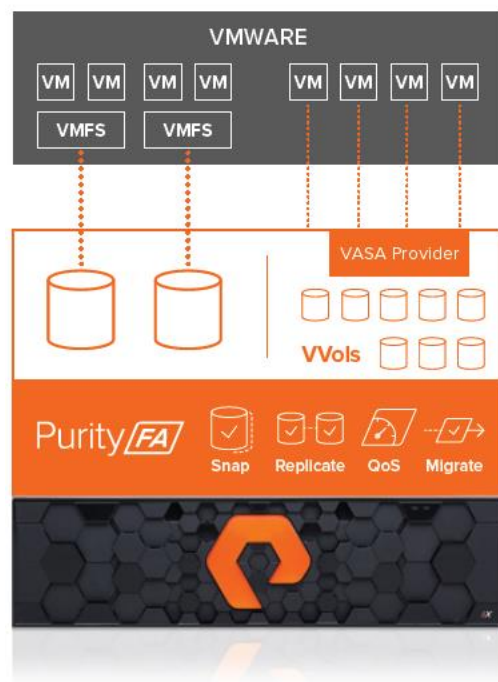 VMWARE
VM VM VM VM VM VM VM VM
VMFS VMFS
VASA Provider
VVols
Purity FA
Snap Replicate QoS Migrate